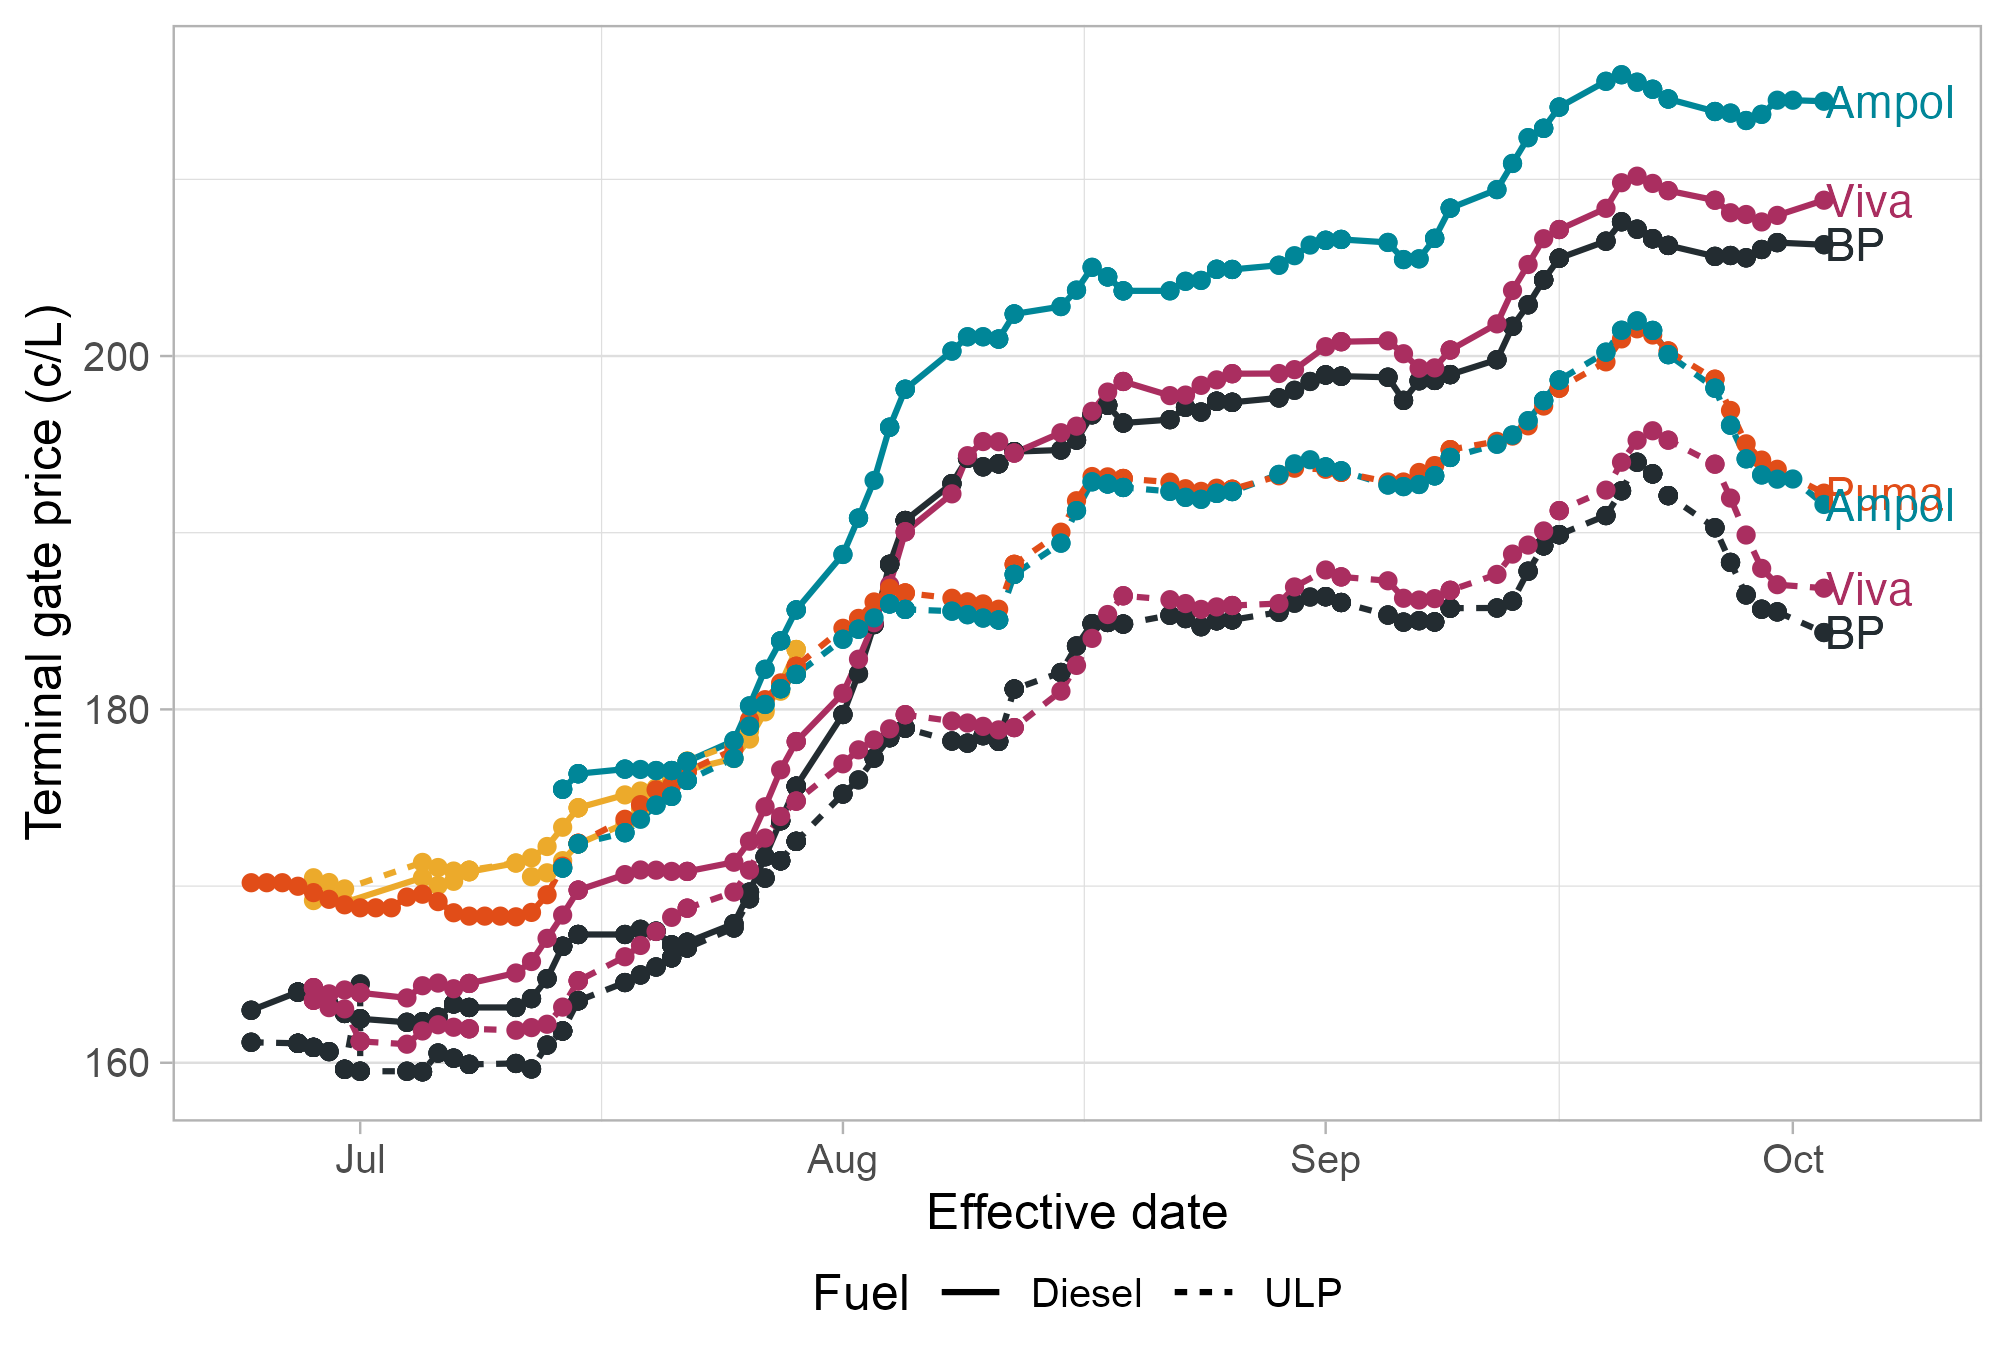 Ampol
Viva
BP
200
Puma
Ampol
180
Viva
BP
160
Terminal gate price (c/L)
Jul
Aug
Sep
Oct
Effective date
Fuel
Diesel
ULP